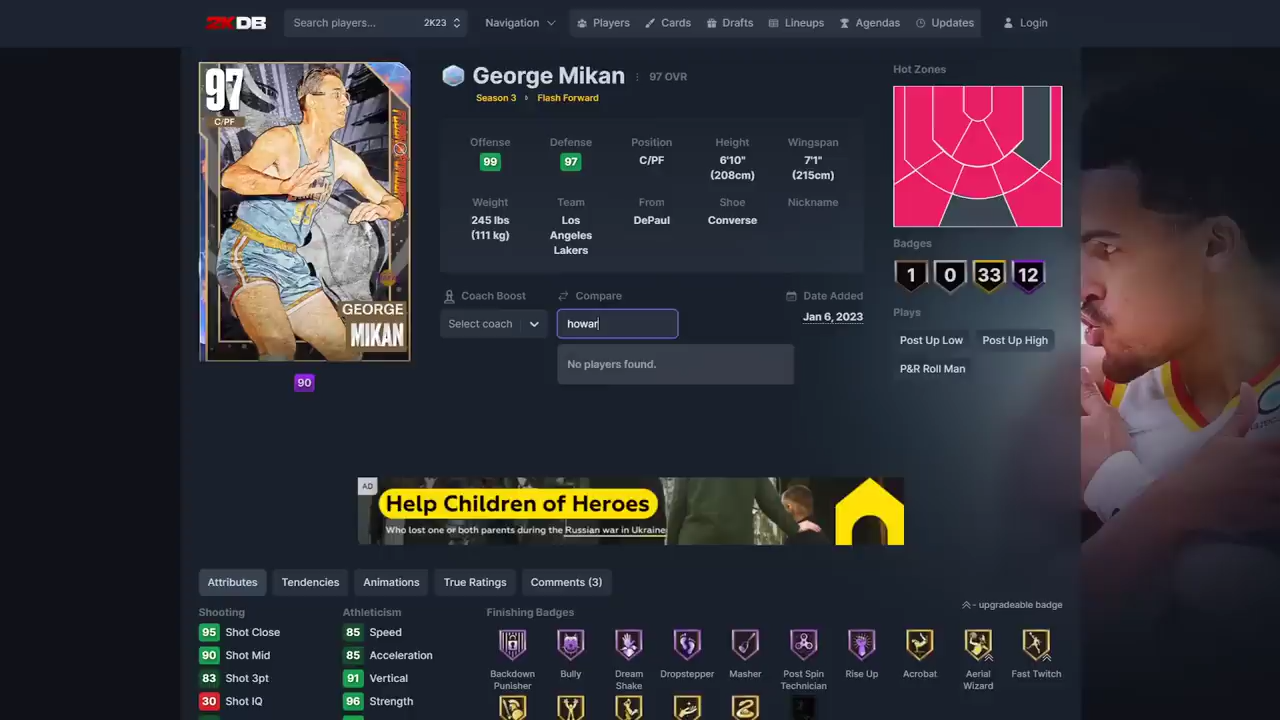 2KDB
Search players...
2K23
Navigation
Players
Cards
Drafts
Lineups
Agendas
Updates
Login
97
C/PF
GEORGE
MIKAN
90
George Mikan
97 OVR
Season 3
Flash Forward
Offense
Defense
Position
Height
Wingspan
99
97
C/PF
6'10"
(208cm)
7'1"
(215cm)
Weight
Team
From
Shoe
Nickname
245 lbs
(111 kg)
Los
Angeles
Lakers
DePaul
Converse
Coach Boost
Compare
Date Added
Select coach
howar
Jan 6, 2023
No players found.
Hot Zones
Badges
1
0
33
12
Plays
Post Up Low
Post Up High
P&R Roll Man
AD
Help Children of Heroes
Who lost one or both parents during the Russian war in Ukraine
Attributes
Tendencies
Animations
True Ratings
Comments (3)
Shooting
95 Shot Close
90 Shot Mid
83 Shot 3pt
30 Shot IQ
Athleticism
85 Speed
85 Acceleration
91 Vertical
96 Strength
Finishing Badges
- upgradeable badge
Backdown
Punisher
Bully
Dream
Shake
Dropstepper
Masher
Post Spin
Technician
Rise Up
Acrobat
Aerial
Wizard
Fast Twitch